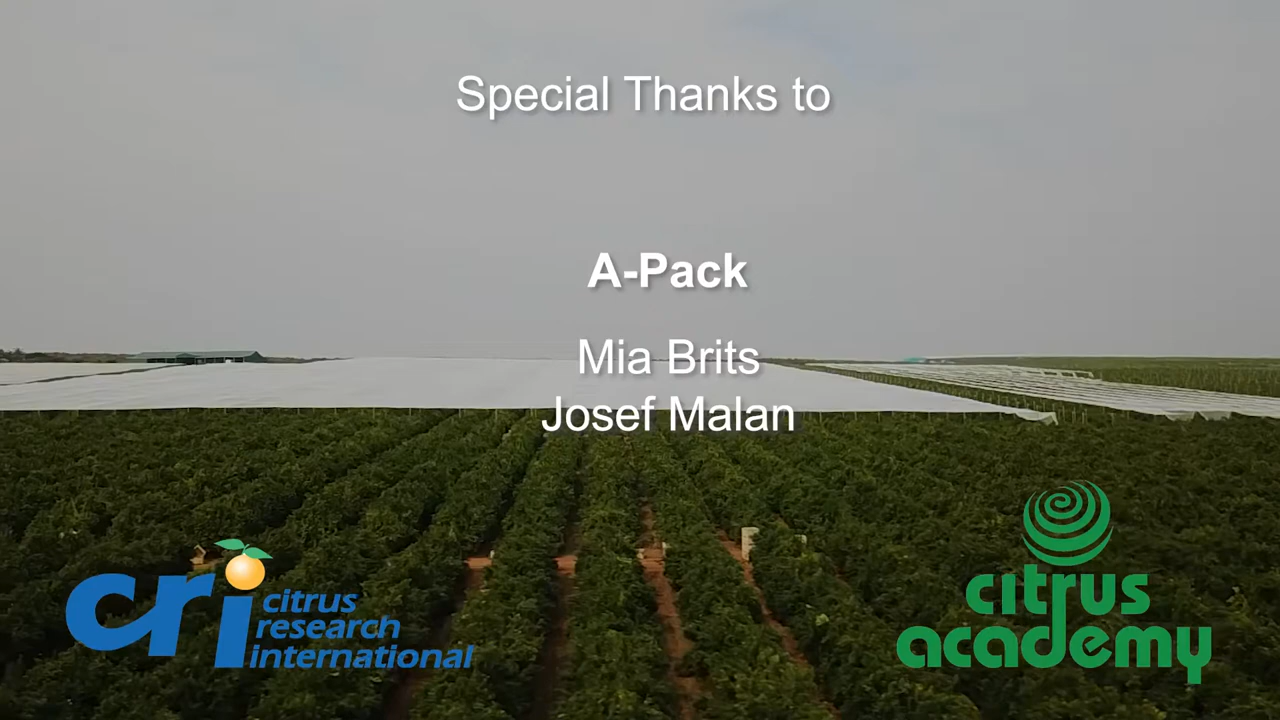 Special Thanks to
A-Pack
Mia Brits
Josef Malan
cri citrus
research
international
citrus
academy